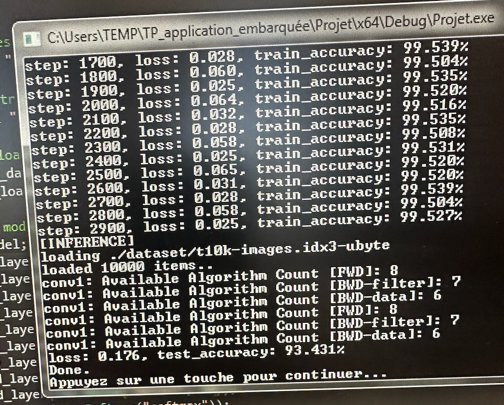 C:\Users\TEMP\TP_application_embarquée\Projet\x64\Debug\Projet.exe
step: 1700, loss: 0.028, train_accuracy: 99.539%
step: 1800, loss: 0.060, train_accuracy: 99.504%
step: 1900, loss: 0.025, train_accuracy: 99.535%
step: 2000, loss: 0.064, train_accuracy: 99.520%
step: 2100, loss: 0.032, train_accuracy: 99.516%
step: 2200, loss: 0.028, train_accuracy: 99.535%
step: 2300, loss: 0.058, train_accuracy: 99.508%
step: 2400, loss: 0.025, train_accuracy: 99.531%
step: 2500, loss: 0.065, train_accuracy: 99.520%
step: 2600, loss: 0.031, train_accuracy: 99.520%
step: 2700, loss: 0.028, train_accuracy: 99.539%
step: 2800, loss: 0.058, train_accuracy: 99.504%
step: 2900, loss: 0.025, train_accuracy: 99.527%
[INFERENCE]
loading ./dataset/t10k-images.idx3-ubyte
loaded 10000 items..
conv1: Available Algorithm Count [FWD]: 8
conv1: Available Algorithm Count [BWD-filter]: 7
conv1: Available Algorithm Count [BWD-data]: 6
conv1: Available Algorithm Count [FWD]: 8
conv1: Available Algorithm Count [BWD-filter]: 7
conv1: Available Algorithm Count [BWD-data]: 6
loss: 0.176, test_accuracy: 93.431%
Done.
Appuyez sur une touche pour continuer...